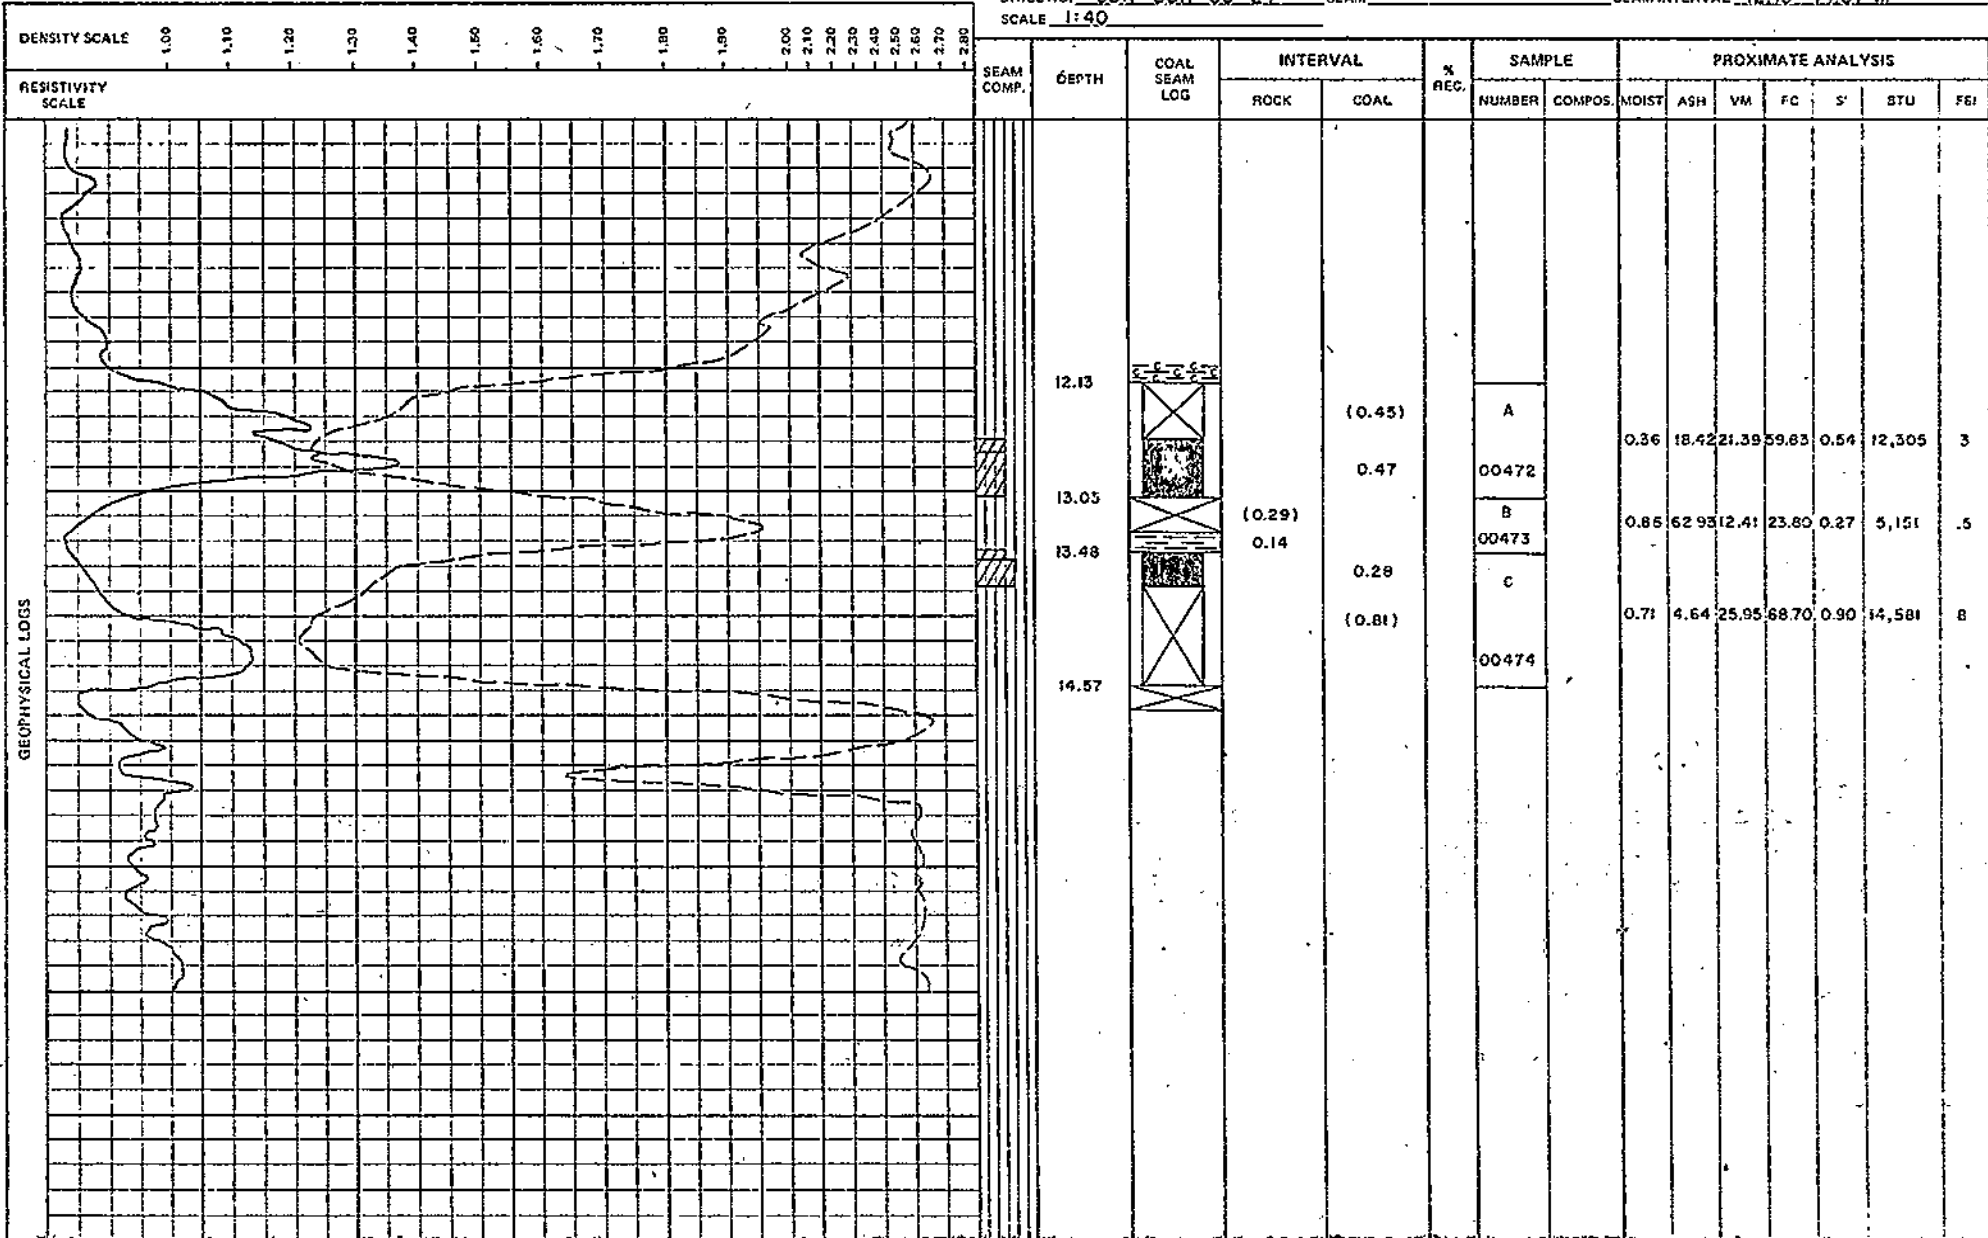 SCALE 1:40
DENSITY SCALE 1.00 1.10 1.20 1.30 1.40 1.50 1.60 1.70 1.80 1.90 2.00 2.10 2.20 2.30 2.45 2.50 2.60 2.70 2.80
RESISTIVITY SCALE
SEAM COMP. DEPTH COAL SEAM LOG INTERVAL % REC. SAMPLE PROXIMATE ANALYSIS
ROCK COAL NUMBER COMPOS. MOIST ASH VM FC S BTU FSI
GEOPHYSICAL LOGS
C C C C
C C C C
12.13
(0.45) A
0.36 18.42 21.39 59.83 0.54 12,305 3
0.47 00472
13.05
(0.29) B
0.86 62.93 12.41 23.80 0.27 5,151 .5
0.14 00473
13.48
0.28 C
(0.81) 0.71 4.64 25.95 68.70 0.90 14,581 8
00474
14.57